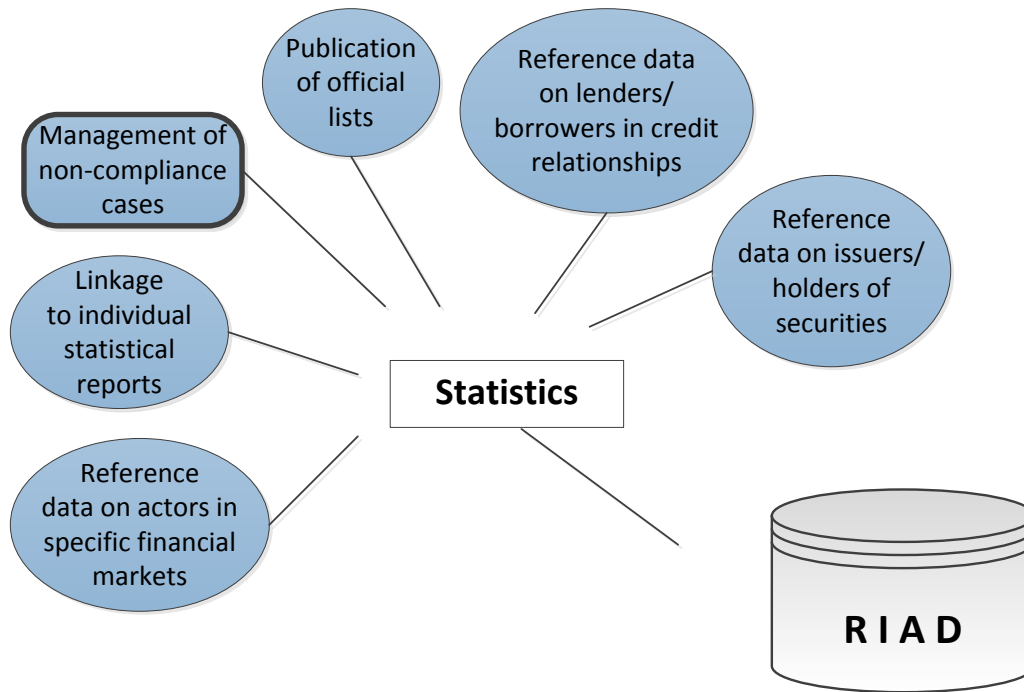 Publication
of official
lists
Reference data
on lenders/
borrowers in credit
relationships
Management of
non-compliance
cases
Reference
data on issuers/
holders of
securities
Linkage
to individual
statistical
reports
Statistics
Reference
data on actors in
specific financial
markets
R I A D